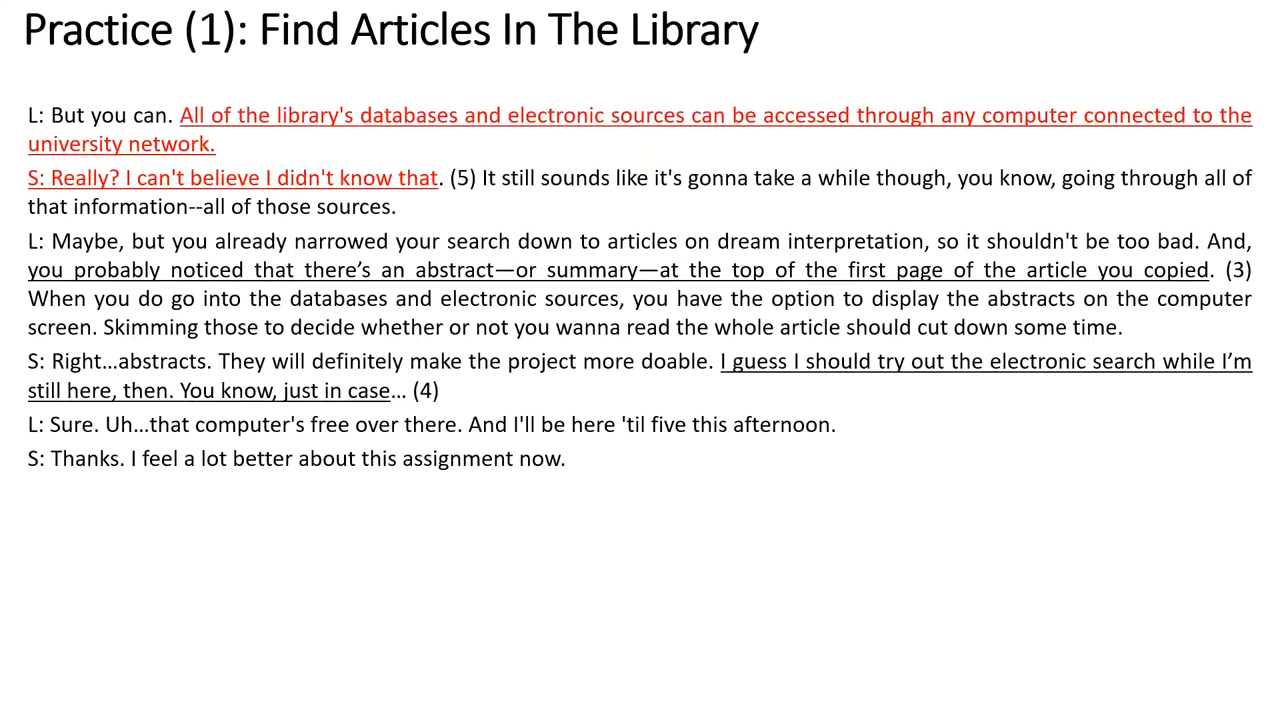 Practice (1): Find Articles In The Library
L: But you can. All of the library's databases and electronic sources can be accessed through any computer connected to the
university network.
S: Really? I can't believe I didn't know that. (5) It still sounds like it's gonna take a while though, you know, going through all of
that information--all of those sources.
L: Maybe, but you already narrowed your search down to articles on dream interpretation, so it shouldn't be too bad. And,
you probably noticed that there’s an abstract—or summary—at the top of the first page of the article you copied. (3)
When you do go into the databases and electronic sources, you have the option to display the abstracts on the computer
screen. Skimming those to decide whether or not you wanna read the whole article should cut down some time.
S: Right…abstracts. They will definitely make the project more doable. I guess I should try out the electronic search while I’m
still here, then. You know, just in case… (4)
L: Sure. Uh…that computer's free over there. And I'll be here 'til five this afternoon.
S: Thanks. I feel a lot better about this assignment now.